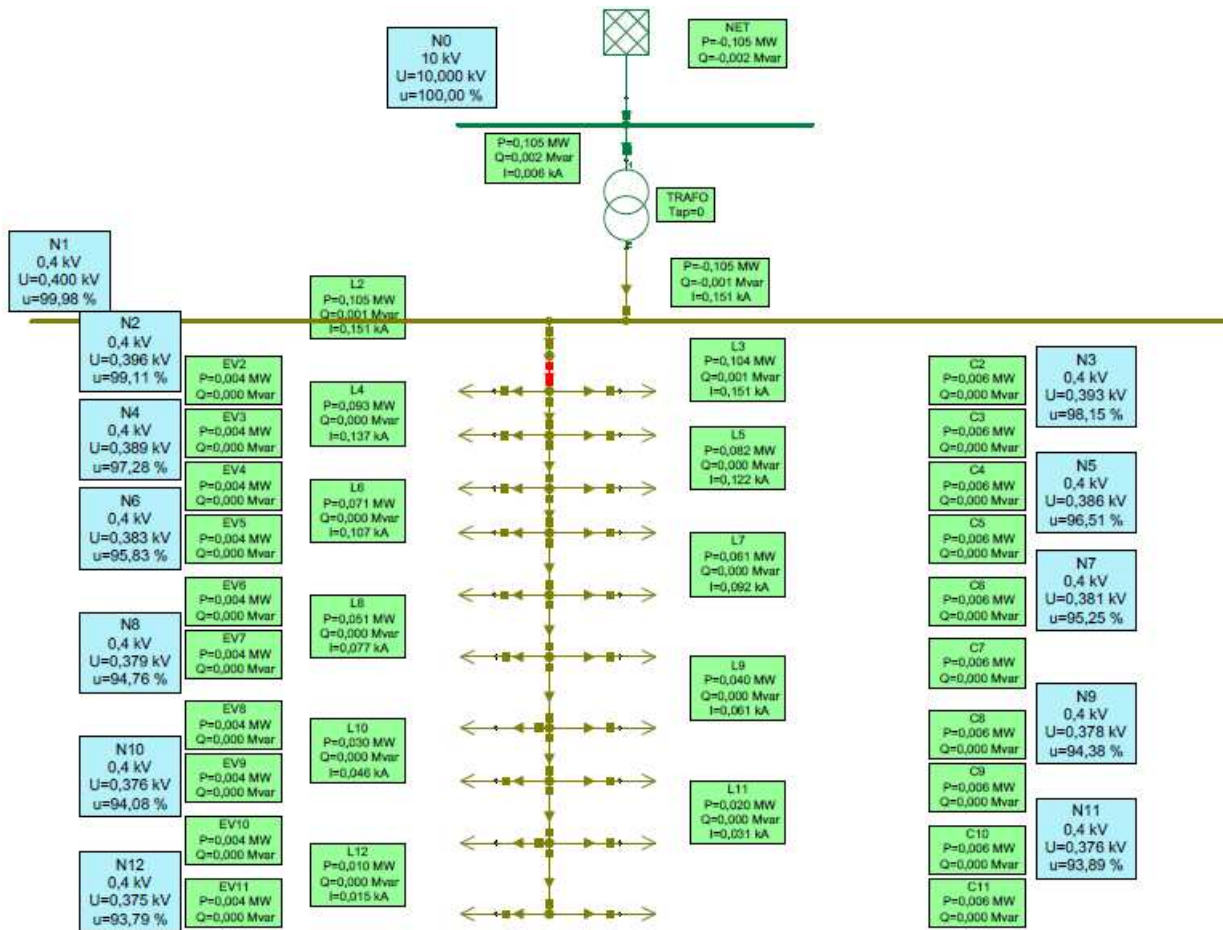 NET
P=-0,105 MW
Q=-0,002 Mvar
N0
10 kV
U=10,000 kV
u=100,00 %
P=0,105 MW
Q=0,002 Mvar
I=0,006 kA
TRAFO
Tap=0
N1
0,4 kV
U=0,400 kV
u=99,98 %
P=-0,105 MW
Q=-0,001 Mvar
I=0,151 kA
L2
P=0,105 MW
Q=0,001 Mvar
I=0,151 kA
N2
0,4 kV
U=0,396 kV
u=99,11 %
EV2
P=0,004 MW
Q=0,000 Mvar
L3
P=0,104 MW
Q=0,001 Mvar
I=0,151 kA
C2
P=0,006 MW
Q=0,000 Mvar
N3
0,4 kV
U=0,393 kV
u=98,15 %
N4
0,4 kV
U=0,389 kV
u=97,28 %
EV3
P=0,004 MW
Q=0,000 Mvar
L4
P=0,093 MW
Q=0,000 Mvar
I=0,137 kA
C3
P=0,006 MW
Q=0,000 Mvar
EV4
P=0,004 MW
Q=0,000 Mvar
L5
P=0,082 MW
Q=0,000 Mvar
I=0,122 kA
C4
P=0,006 MW
Q=0,000 Mvar
N5
0,4 kV
U=0,386 kV
u=96,51 %
N6
0,4 kV
U=0,383 kV
u=95,83 %
EV5
P=0,004 MW
Q=0,000 Mvar
L6
P=0,071 MW
Q=0,000 Mvar
I=0,107 kA
C5
P=0,006 MW
Q=0,000 Mvar
L7
P=0,061 MW
Q=0,000 Mvar
I=0,092 kA
N7
0,4 kV
U=0,381 kV
u=95,25 %
EV6
P=0,004 MW
Q=0,000 Mvar
C6
P=0,006 MW
Q=0,000 Mvar
N8
0,4 kV
U=0,379 kV
u=94,76 %
EV7
P=0,004 MW
Q=0,000 Mvar
L8
P=0,051 MW
Q=0,000 Mvar
I=0,077 kA
C7
P=0,006 MW
Q=0,000 Mvar
L9
P=0,040 MW
Q=0,000 Mvar
I=0,061 kA
N9
0,4 kV
U=0,378 kV
u=94,38 %
EV8
P=0,004 MW
Q=0,000 Mvar
C8
P=0,006 MW
Q=0,000 Mvar
L10
P=0,030 MW
Q=0,000 Mvar
I=0,046 kA
N10
0,4 kV
U=0,376 kV
u=94,08 %
EV9
P=0,004 MW
Q=0,000 Mvar
C9
P=0,006 MW
Q=0,000 Mvar
L11
P=0,020 MW
Q=0,000 Mvar
I=0,031 kA
N11
0,4 kV
U=0,376 kV
u=93,89 %
EV10
P=0,004 MW
Q=0,000 Mvar
C10
P=0,006 MW
Q=0,000 Mvar
L12
P=0,010 MW
Q=0,000 Mvar
I=0,015 kA
N12
0,4 kV
U=0,375 kV
u=93,79 %
EV11
P=0,004 MW
Q=0,000 Mvar
C11
P=0,006 MW
Q=0,000 Mvar